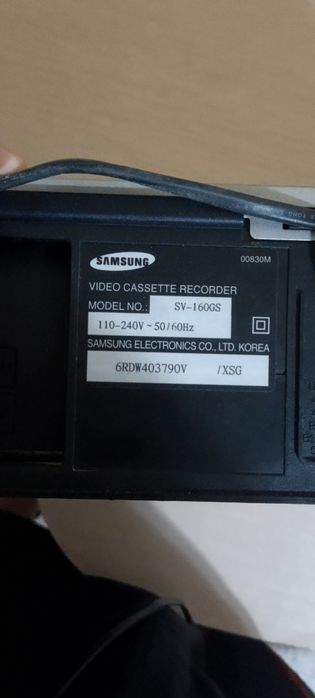 SAMSUNG
00830M
VIDEO CASSETTE RECORDER
MODEL NO.: SV-160GS
110-240V ~ 50/60Hz
SAMSUNG ELECTRONICS CO., LTD. KOREA
6RDW403790V /XSG